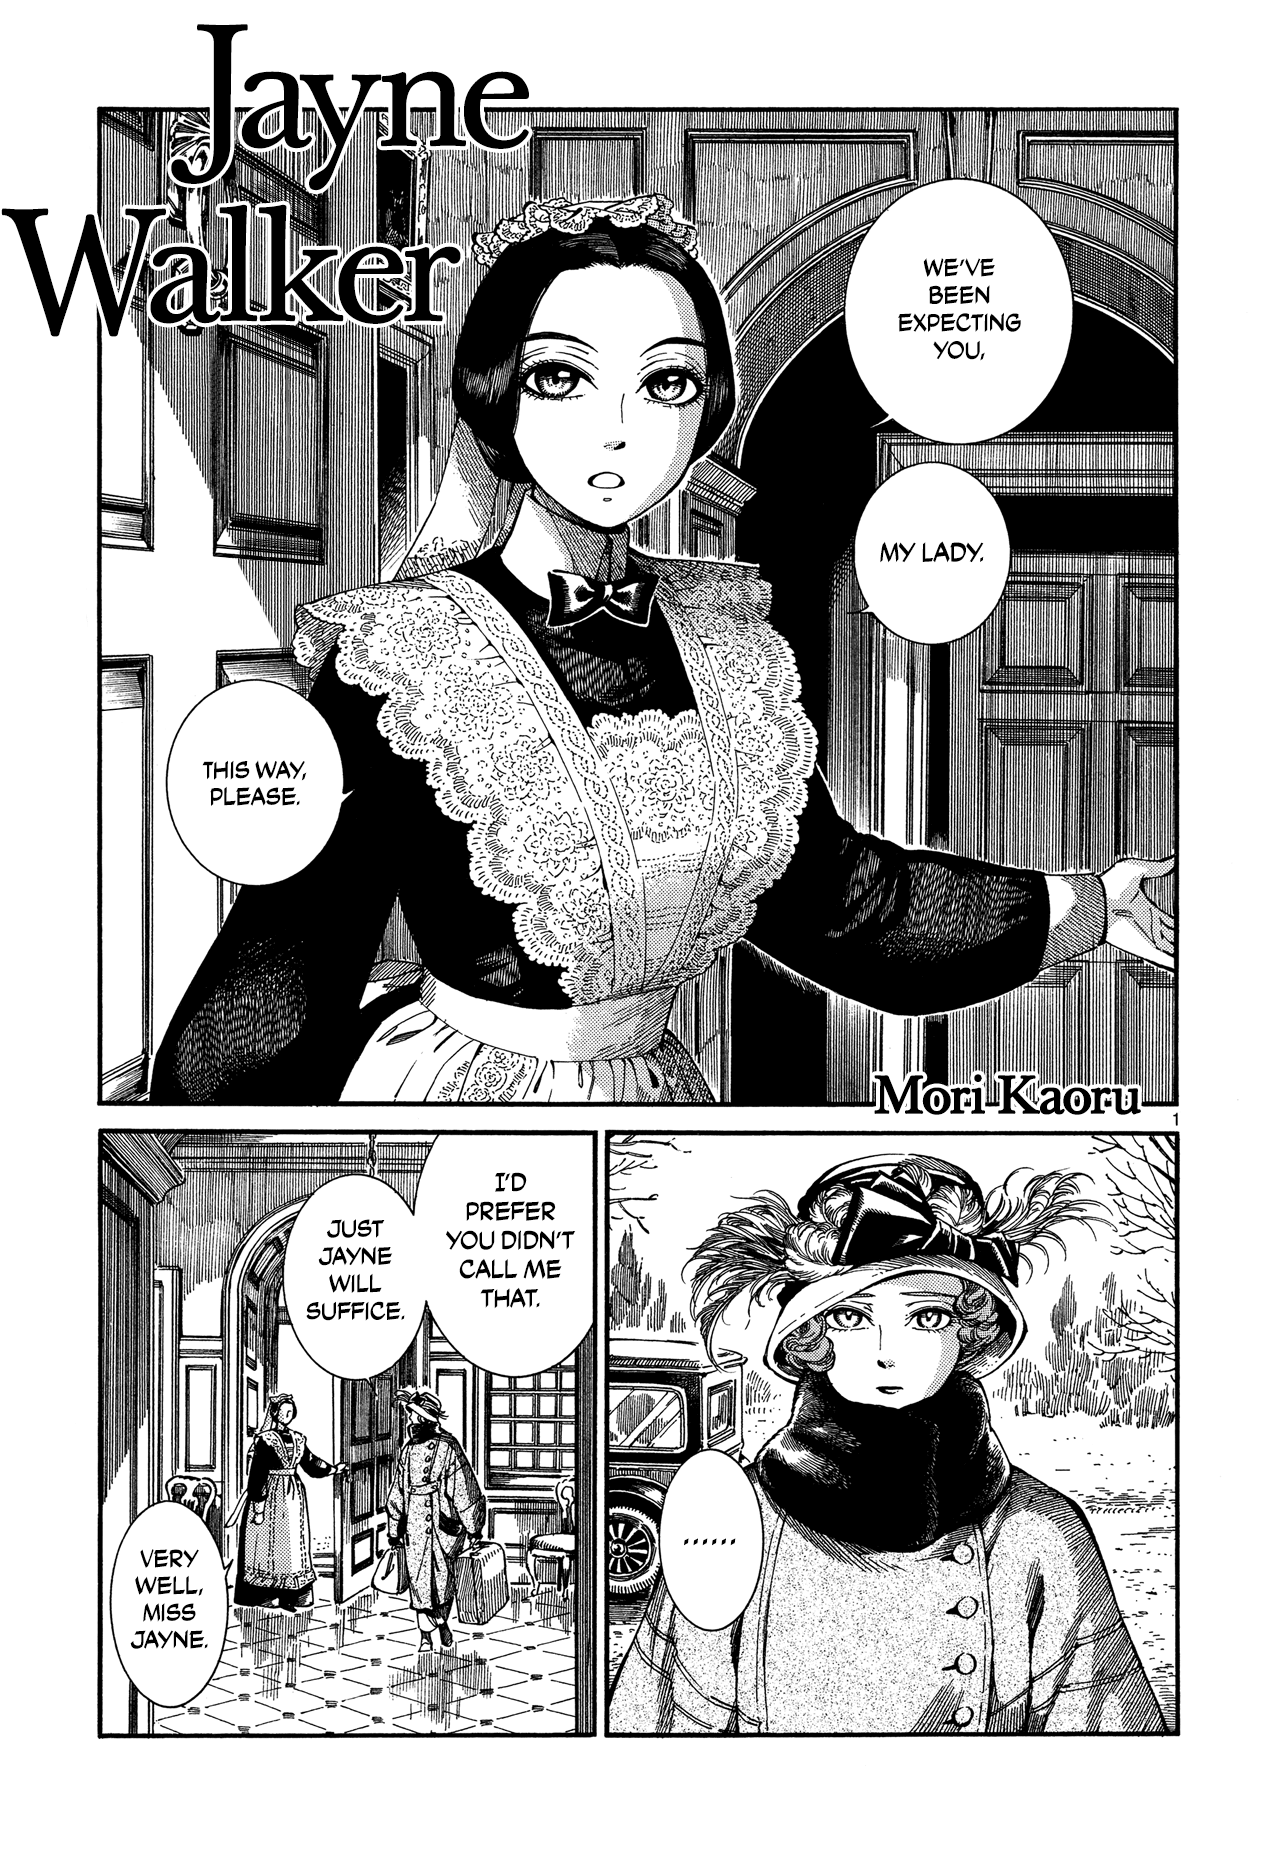 Jayne
Walker
WE'VE
BEEN
EXPECTING
YOU,
MY LADY.
THIS WAY,
PLEASE.
Mori Kaoru
1
......
I'D
PREFER
YOU DIDN'T
CALL ME
THAT.
JUST
JAYNE
WILL
SUFFICE.
VERY
WELL,
MISS
JAYNE.